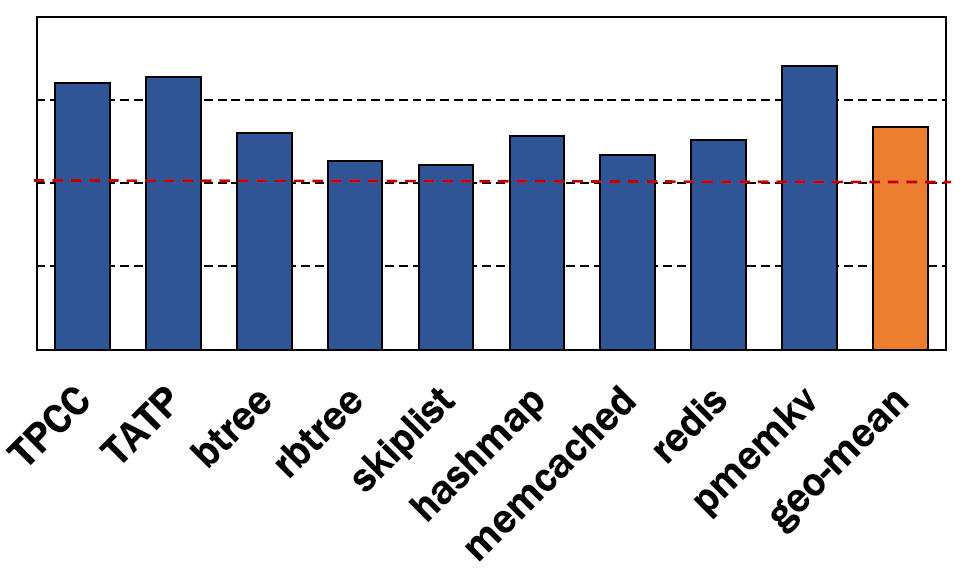 TPCC
TATP
btree
rbtree
skiplist
hashmap
memcached
redis
pmemkv
geo-mean